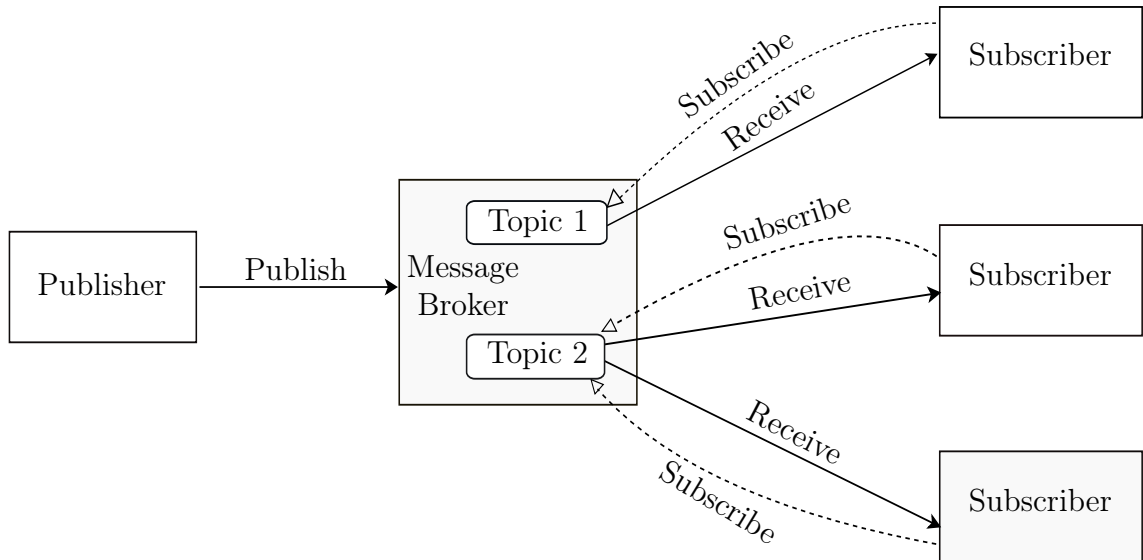 Subscribe
Receive
Subscriber
Topic 1
Subscribe
Publisher
Publish
Message
Broker
Receive
Subscriber
Topic 2
Receive
Subscribe
Subscriber